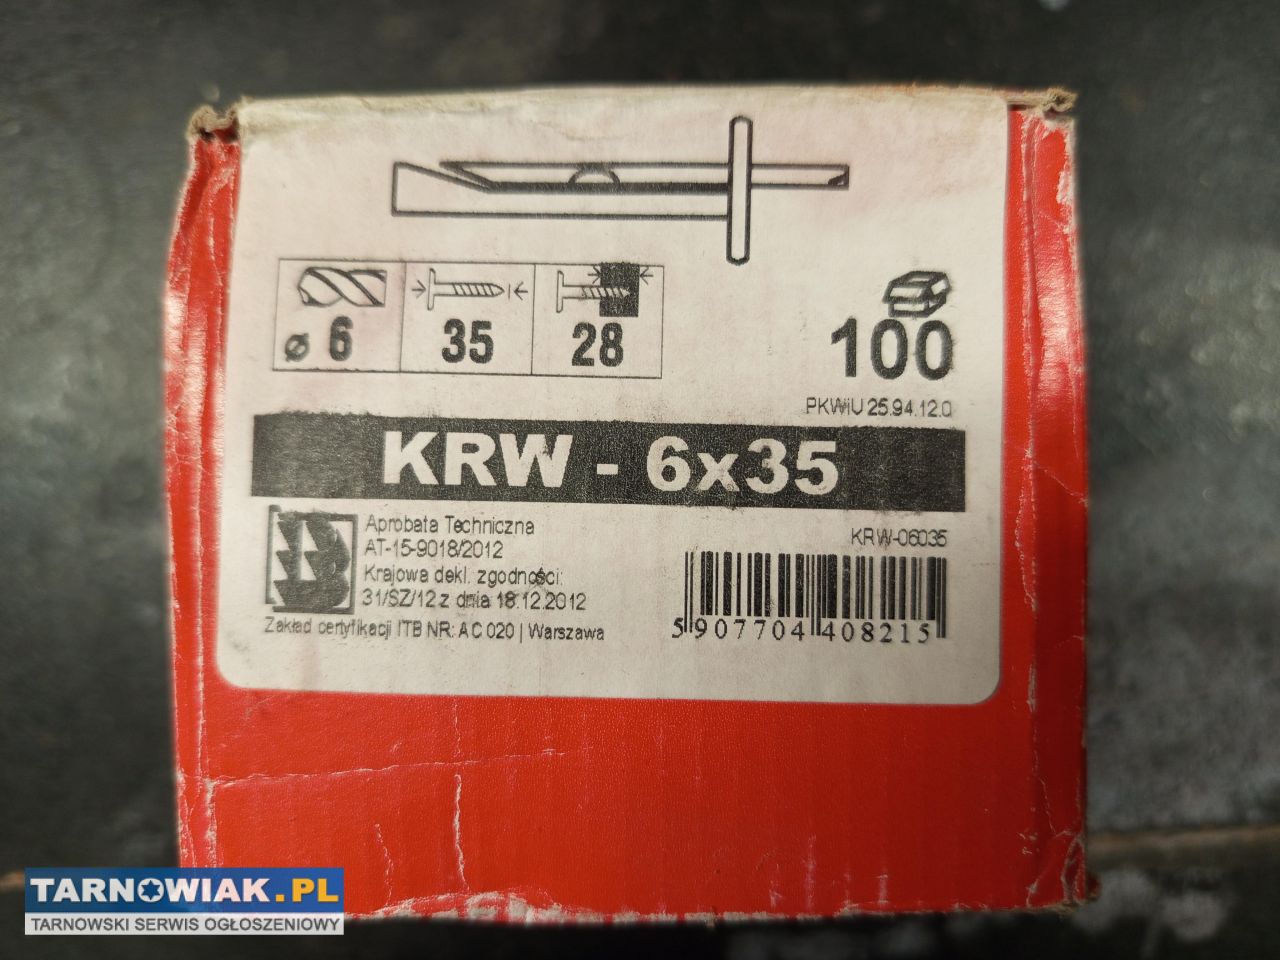 ø 6
35
28
100
PKWiU 25.94.12.0
KRW - 6x35
Aprobata Techniczna
AT-15-9018/2012
Krajowa dekl. zgodności:
31/SZ/12 z dnia 18.12.2012
Zakład certyfikacji ITB NR: AC 020 | Warszawa
KRW-06035
5 907704 408215
TARNOWIAK.PL
TARNOWSKI SERWIS OGŁOSZENIOWY